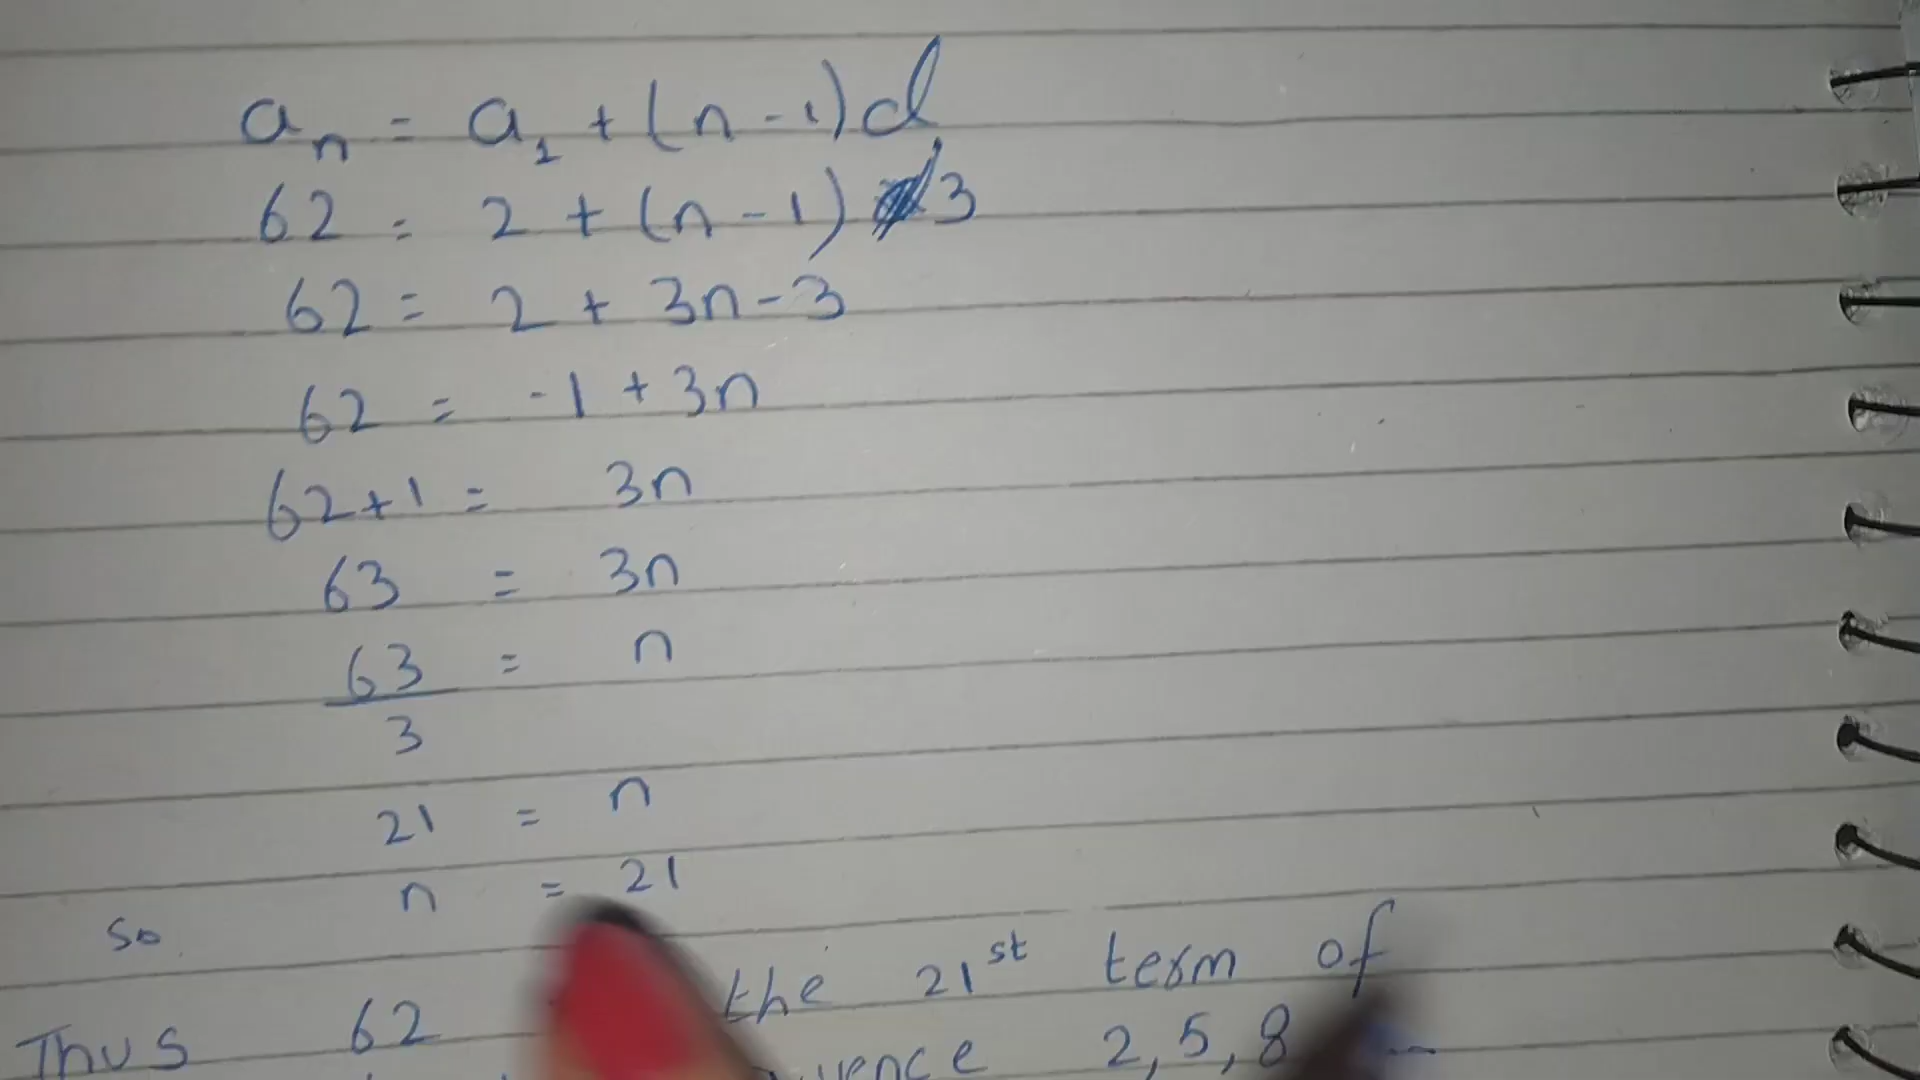 aₙ = a₁ + (n - 1)d
62 = 2 + (n - 1) 3
62 = 2 + 3n - 3
62 = -1 + 3n
62+1 = 3n
63 = 3n
63/3 = n
21 = n
so n = 21
Thus 62 the 21st term of
2, 5, 8 ...